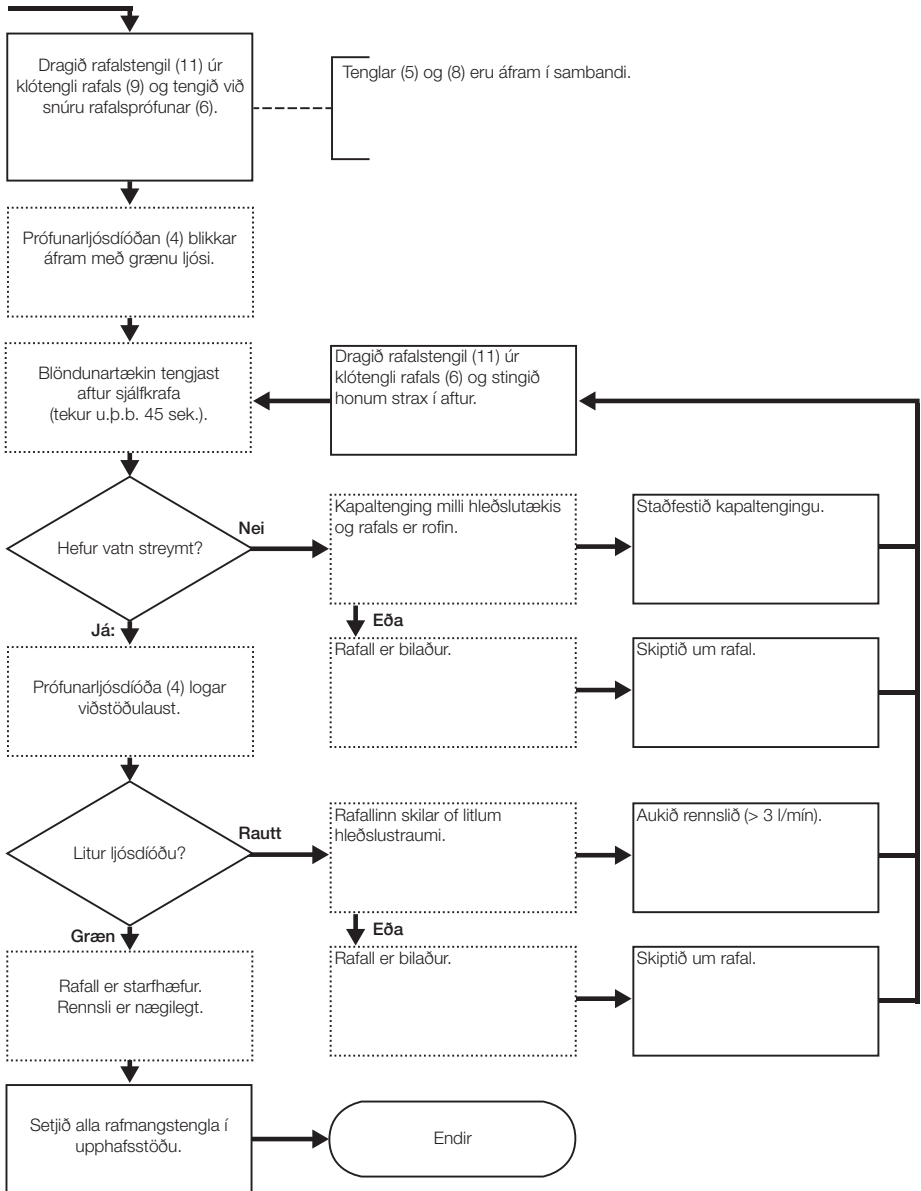 Dragið rafalstengil (11) úr
klótengli rafals (9) og tengið við
snúru rafalsprófunar (6).
Tenglar (5) og (8) eru áfram í sambandi.
Prófunarljósdíóðan (4) blikkar
áfram með grænu ljósi.
Blöndunartækin tengjast
aftur sjálfkrafa
(tekur u.þ.b. 45 sek.).
Dragið rafalstengil (11) úr
klótengli rafals (6) og stingið
honum strax í aftur.
Hefur vatn streymt?
Nei
Kapaltenging milli hleðslutækis
og rafals er rofin.
Staðfestið kapaltengingu.
Já:
Eða
Rafall er bilaður.
Skiptið um rafal.
Prófunarljósdíóða (4) logar
viðstöðulaust.
Litur ljósdíóðu?
Rautt
Rafallinn skilar of litlum
hleðslustraumi.
Aukið rennslið (> 3 l/mín).
Græn
Eða
Rafall er bilaður.
Skiptið um rafal.
Rafall er starfhæfur.
Rennsli er nægilegt.
Setjið alla rafmangstengla í
upphafsstöðu.
Endir